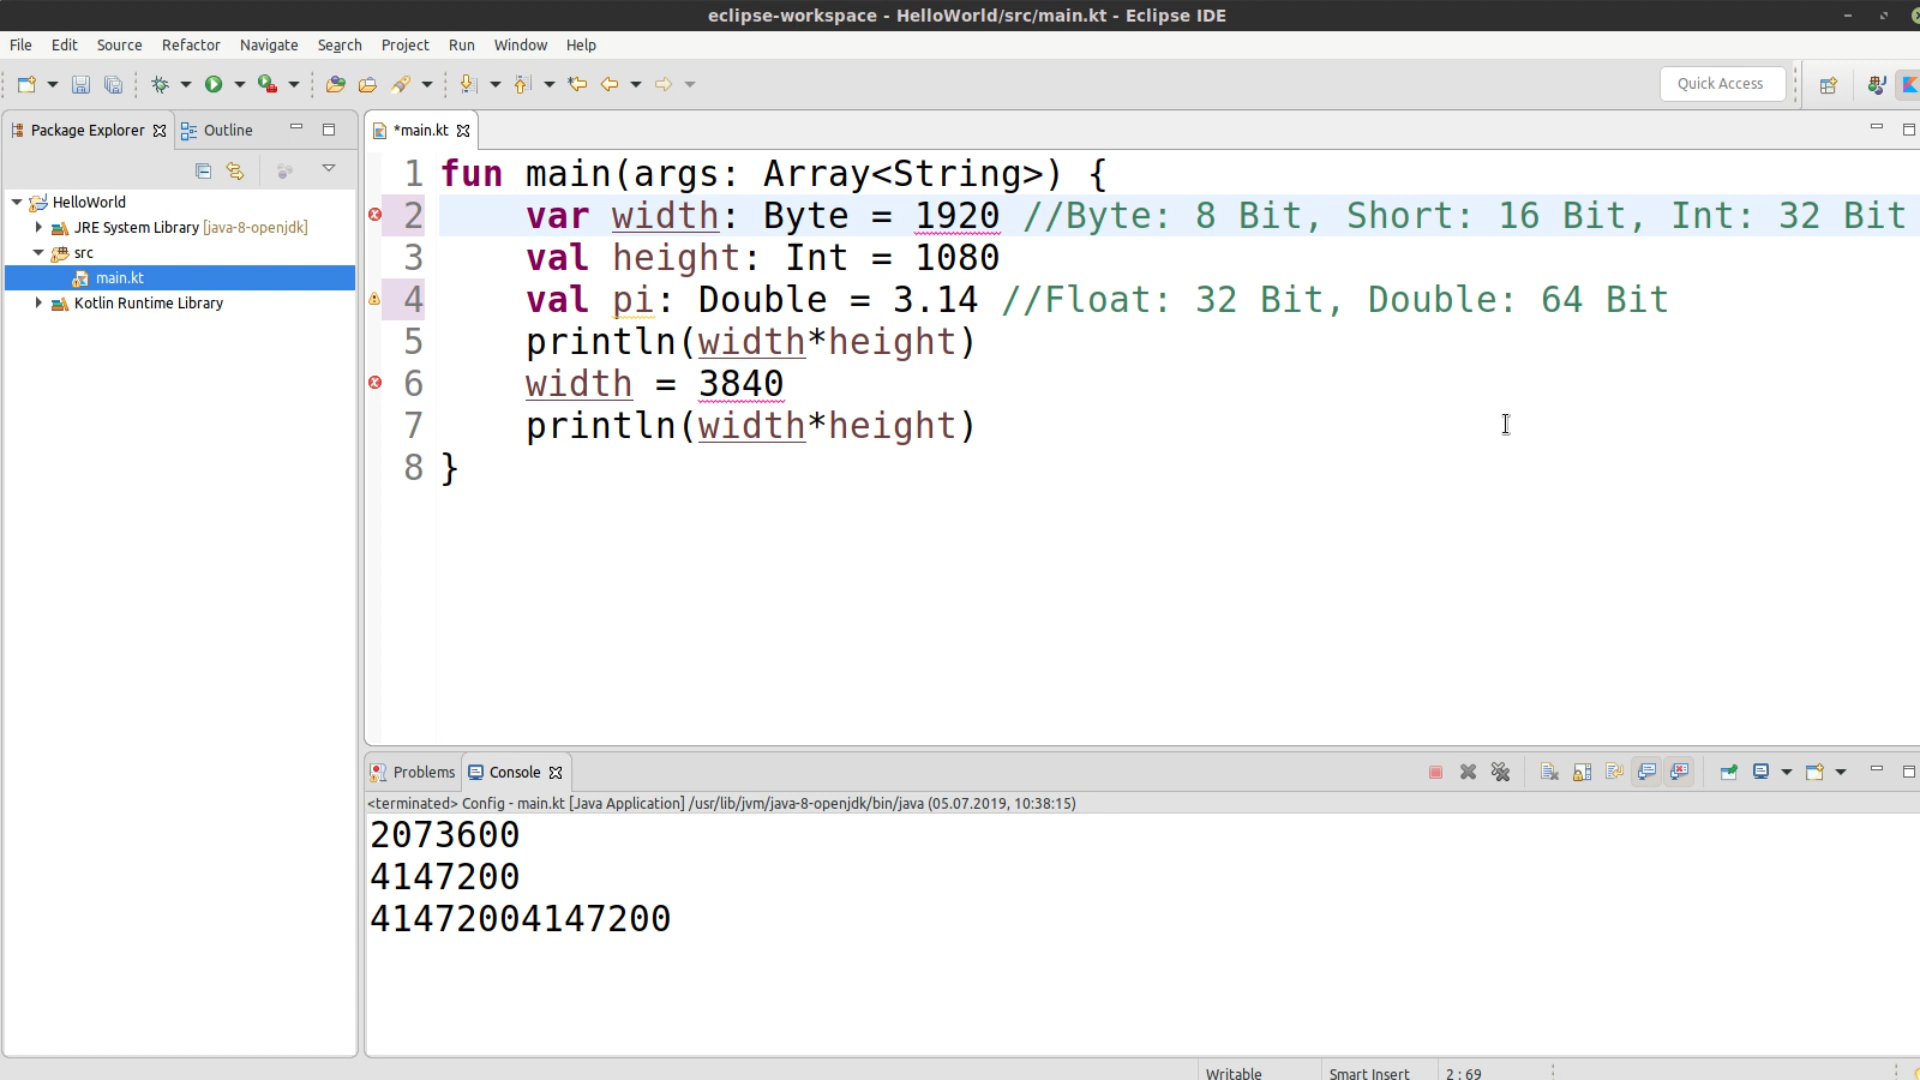 eclipse-workspace - HelloWorld/src/main.kt - Eclipse IDE
File Edit Source Refactor Navigate Search Project Run Window Help
Quick Access
Package Explorer Outline
*main.kt
HelloWorld
JRE System Library [java-8-openjdk]
src
main.kt
Kotlin Runtime Library
1 fun main(args: Array<String>) {
2 var width: Byte = 1920 //Byte: 8 Bit, Short: 16 Bit, Int: 32 Bit
3 val height: Int = 1080
4 val pi: Double = 3.14 //Float: 32 Bit, Double: 64 Bit
5 println(width*height)
6 width = 3840
7 println(width*height)
8 }
Problems Console
<terminated> Config - main.kt [Java Application] /usr/lib/jvm/java-8-openjdk/bin/java (05.07.2019, 10:38:15)
2073600
4147200
41472004147200
Writable Smart Insert 2 : 69